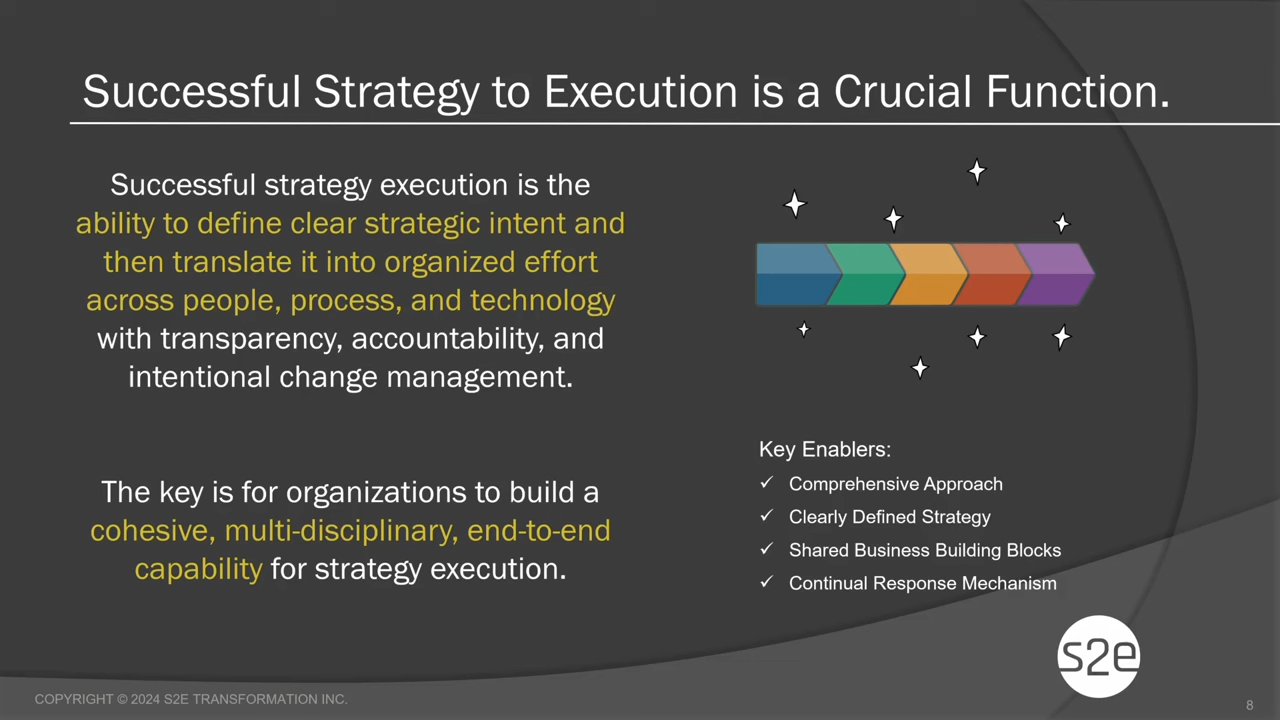 Successful Strategy to Execution is a Crucial Function.
Successful strategy execution is the
ability to define clear strategic intent and
then translate it into organized effort
across people, process, and technology
with transparency, accountability, and
intentional change management.
The key is for organizations to build a
cohesive, multi-disciplinary, end-to-end
capability for strategy execution.
Key Enablers:
✓ Comprehensive Approach
✓ Clearly Defined Strategy
✓ Shared Business Building Blocks
✓ Continual Response Mechanism
s2e
COPYRIGHT © 2024 S2E TRANSFORMATION INC.
8